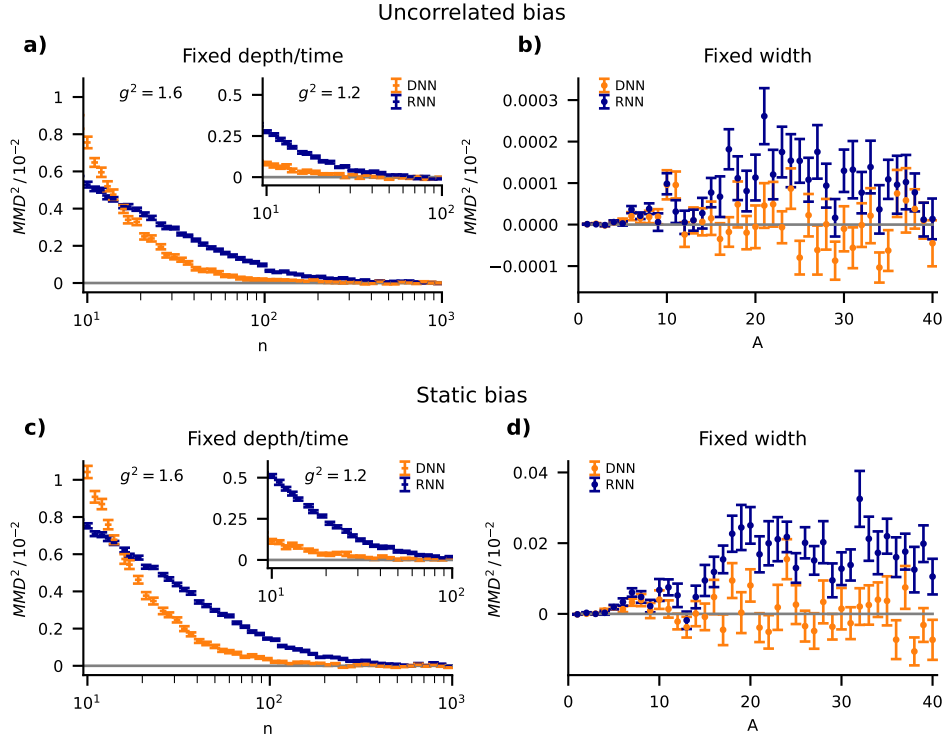 Uncorrelated bias
a)
Fixed depth/time
g² = 1.6
g² = 1.2
DNN
RNN
MMD² / 10⁻²
1
0.8
0.6
0.4
0.2
0
0.5
0.25
0
10¹
10²
10¹
10²
10³
n
b)
Fixed width
DNN
RNN
MMD² / 10⁻²
0.0003
0.0002
0.0001
0.0000
−0.0001
0
10
20
30
40
A
Static bias
c)
Fixed depth/time
g² = 1.6
g² = 1.2
DNN
RNN
MMD² / 10⁻²
1
0.8
0.6
0.4
0.2
0
0.5
0.25
0
10¹
10²
10¹
10²
10³
n
d)
Fixed width
DNN
RNN
MMD² / 10⁻²
0.04
0.02
0
0
10
20
30
40
A